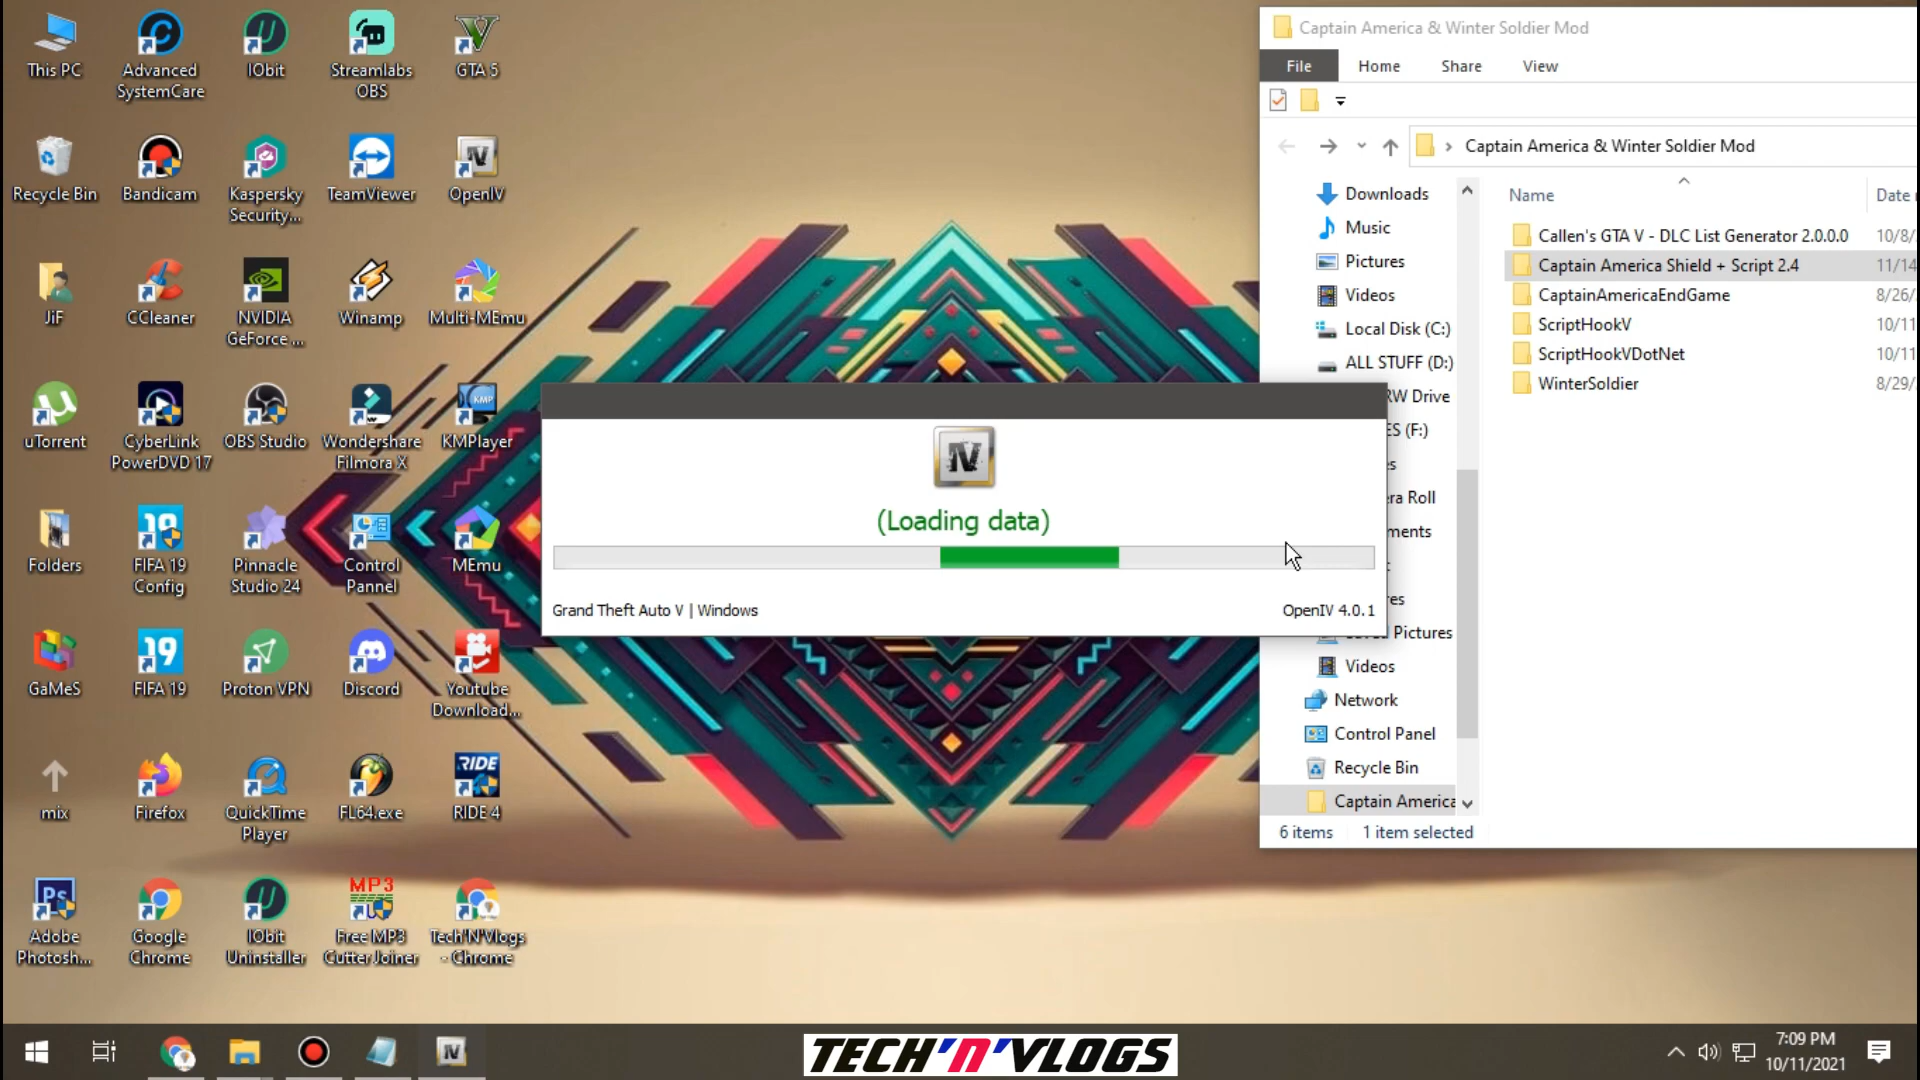 This PC
Advanced
SystemCare
IObit
Streamlabs
OBS
GTA 5
Recycle Bin
Bandicam
Kaspersky
Security...
TeamViewer
OpenIV
JiF
CCleaner
NVIDIA
GeForce ...
Winamp
Multi-MEmu
uTorrent
CyberLink
PowerDVD 17
OBS Studio
Wondershare
Filmora X
KMPlayer
Folders
FIFA 19
Config
Pinnacle
Studio 24
Control
Pannel
MEmu
GaMeS
FIFA 19
Proton VPN
Discord
Youtube
Download...
mix
Firefox
QuickTime
Player
FL64.exe
RIDE 4
Adobe
Photosh...
Google
Chrome
IObit
Uninstaller
Free MP3
Cutter Joiner
Tech'N'Vlogs
- Chrome
Captain America & Winter Soldier Mod
File Home Share View
Captain America & Winter Soldier Mod
Downloads
Music
Pictures
Videos
Local Disk (C:)
ALL STUFF (D:)
RW Drive
ES (F:)
es
era Roll
ments
res
Pictures
Videos
Network
Control Panel
Recycle Bin
Captain America
Name Date
Callen's GTA V - DLC List Generator 2.0.0.0 10/8/
Captain America Shield + Script 2.4 11/14
CaptainAmericaEndGame 8/26/
ScriptHookV 10/11
ScriptHookVDotNet 10/11
WinterSoldier 8/29/
6 items 1 item selected
IV
(Loading data)
Grand Theft Auto V | Windows OpenIV 4.0.1
TECH'N'VLOGS
7:09 PM
10/11/2021